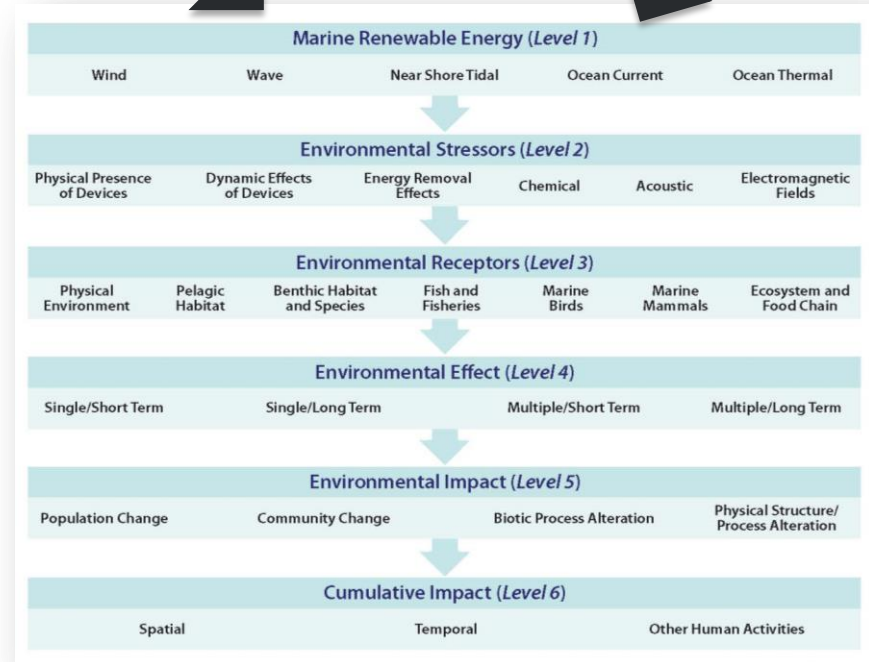 Marine Renewable Energy (Level 1)
Wind Wave Near Shore Tidal Ocean Current Ocean Thermal
Environmental Stressors (Level 2)
Physical Presence of Devices Dynamic Effects of Devices Energy Removal Effects Chemical Acoustic Electromagnetic Fields
Environmental Receptors (Level 3)
Physical Environment Pelagic Habitat Benthic Habitat and Species Fish and Fisheries Marine Birds Marine Mammals Ecosystem and Food Chain
Environmental Effect (Level 4)
Single/Short Term Single/Long Term Multiple/Short Term Multiple/Long Term
Environmental Impact (Level 5)
Population Change Community Change Biotic Process Alteration Physical Structure/ Process Alteration
Cumulative Impact (Level 6)
Spatial Temporal Other Human Activities